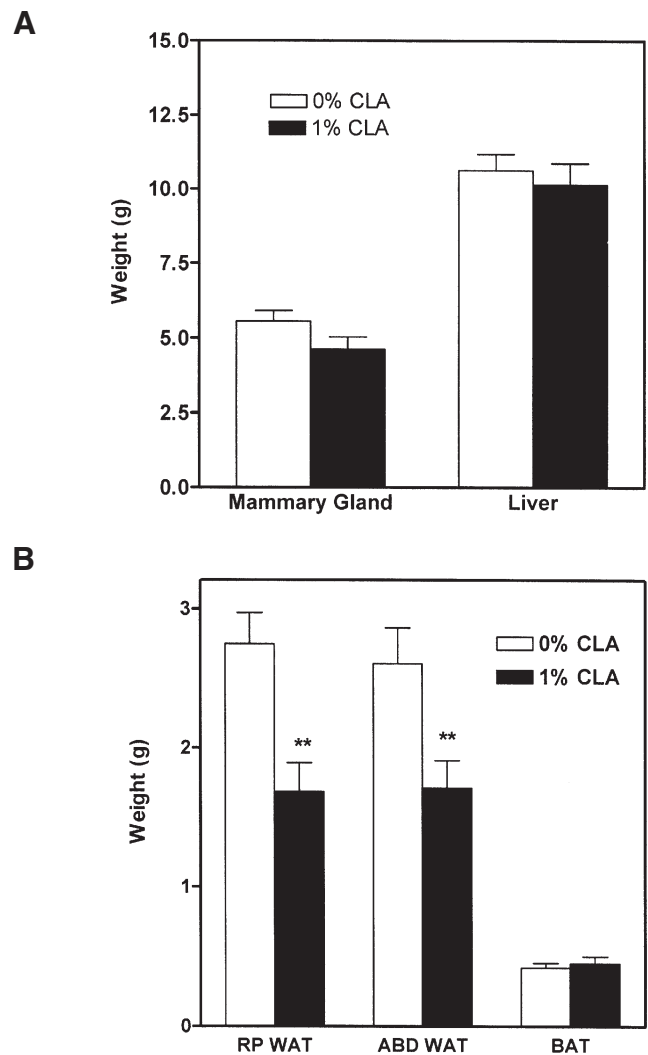 A
15.0
12.5
10.0
7.5
5.0
2.5
0.0
Weight (g)
0% CLA
1% CLA
Mammary Gland
Liver
B
3
2
1
0
Weight (g)
0% CLA
1% CLA
**
**
RP WAT
ABD WAT
BAT